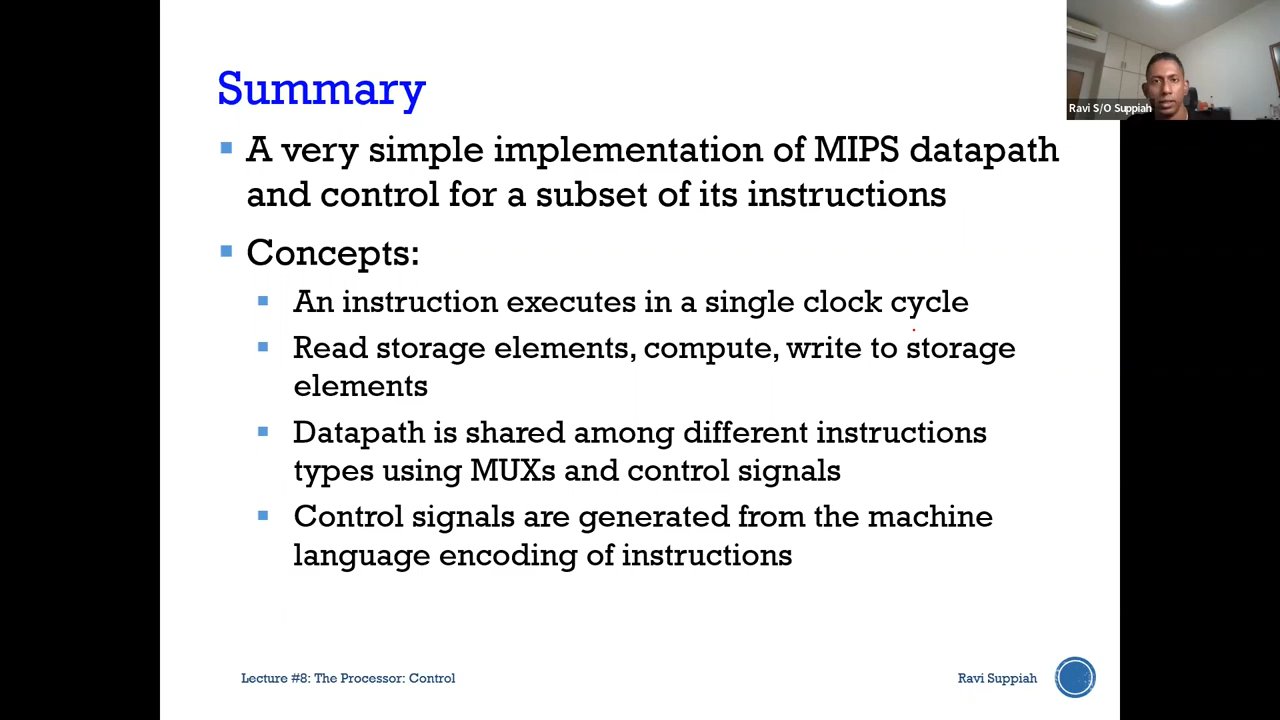 Summary
A very simple implementation of MIPS datapath
and control for a subset of its instructions
Concepts:
An instruction executes in a single clock cycle
Read storage elements, compute, write to storage
elements
Datapath is shared among different instructions
types using MUXs and control signals
Control signals are generated from the machine
language encoding of instructions
Lecture #8: The Processor: Control
Ravi Suppiah
Ravi S/O Suppiah